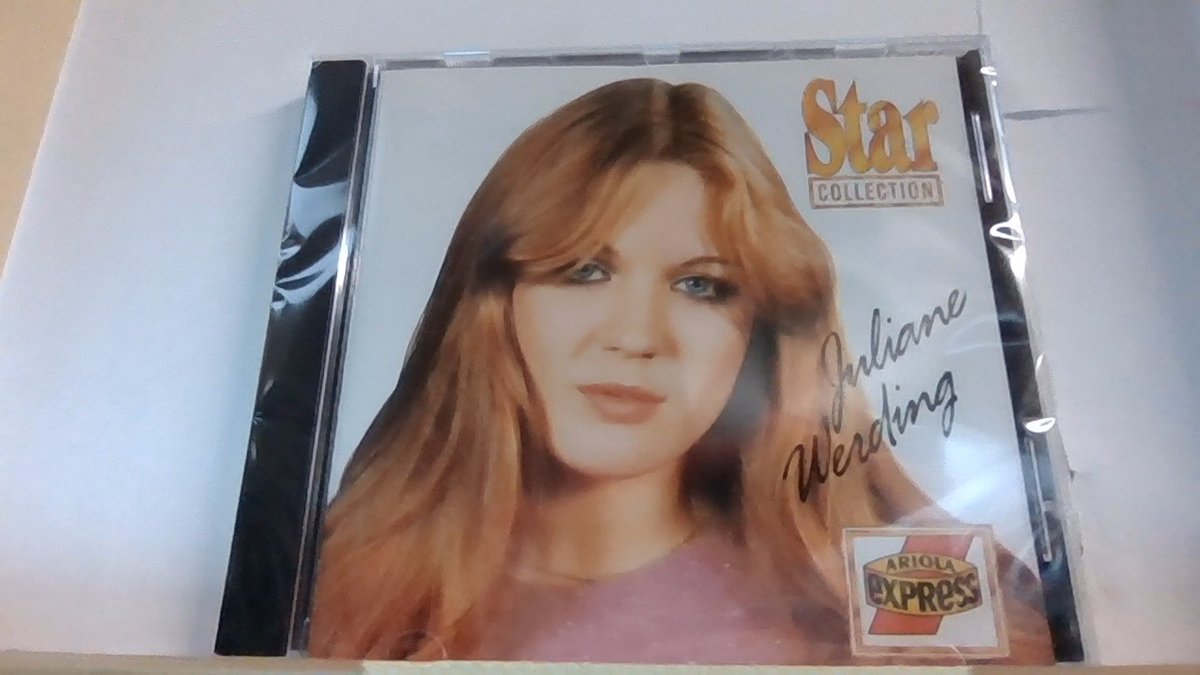 Star
COLLECTION
Juliane
Werding
ARIOLA
EXPRESS